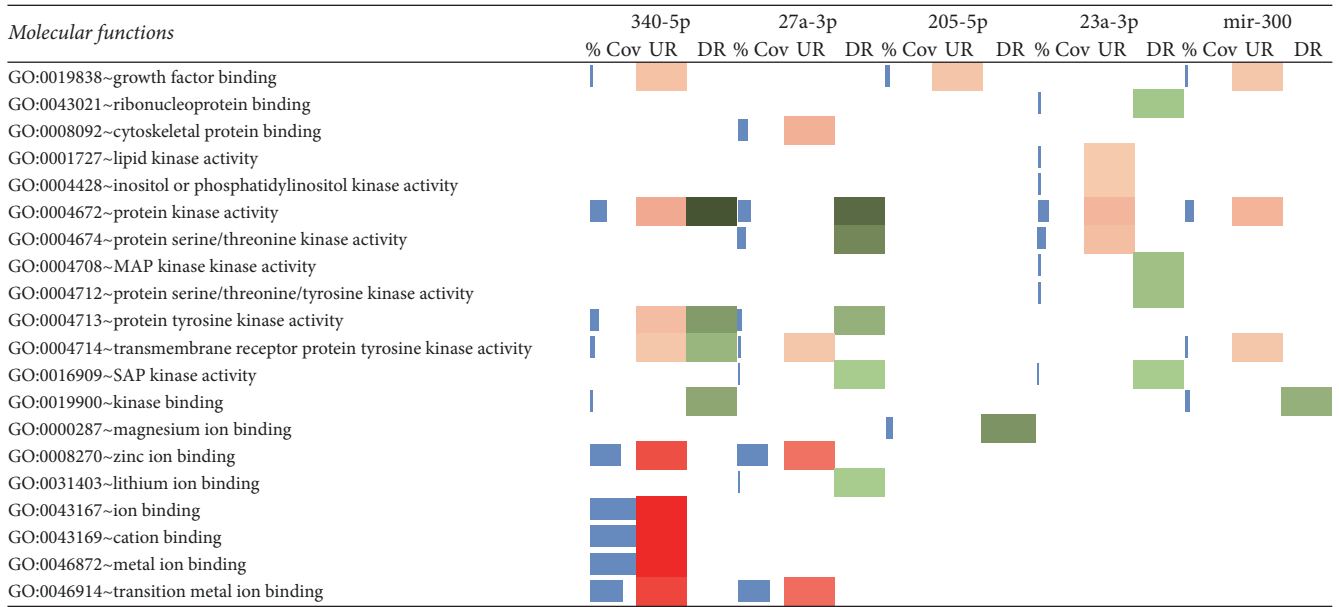 Molecular functions 340-5p 27a-3p 205-5p 23a-3p mir-300
% Cov UR DR % Cov UR DR % Cov UR DR % Cov UR DR % Cov UR DR
GO:0019838~growth factor binding
GO:0043021~ribonucleoprotein binding
GO:0008092~cytoskeletal protein binding
GO:0001727~lipid kinase activity
GO:0004428~inositol or phosphatidylinositol kinase activity
GO:0004672~protein kinase activity
GO:0004674~protein serine/threonine kinase activity
GO:0004708~MAP kinase kinase activity
GO:0004712~protein serine/threonine/tyrosine kinase activity
GO:0004713~protein tyrosine kinase activity
GO:0004714~transmembrane receptor protein tyrosine kinase activity
GO:0016909~SAP kinase activity
GO:0019900~kinase binding
GO:0000287~magnesium ion binding
GO:0008270~zinc ion binding
GO:0031403~lithium ion binding
GO:0043167~ion binding
GO:0043169~cation binding
GO:0046872~metal ion binding
GO:0046914~transition metal ion binding